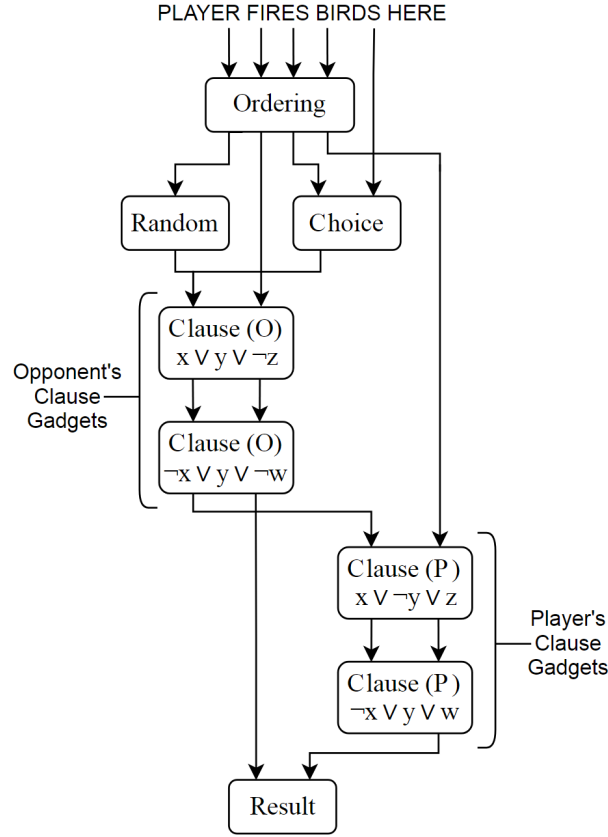 PLAYER FIRES BIRDS HERE
Ordering
Random
Choice
Opponent's
Clause
Gadgets
Clause (O)
x ∨ y ∨ ¬z
Clause (O)
¬x ∨ y ∨ ¬w
Clause (P)
x ∨ ¬y ∨ z
Clause (P)
¬x ∨ y ∨ w
Player's
Clause
Gadgets
Result